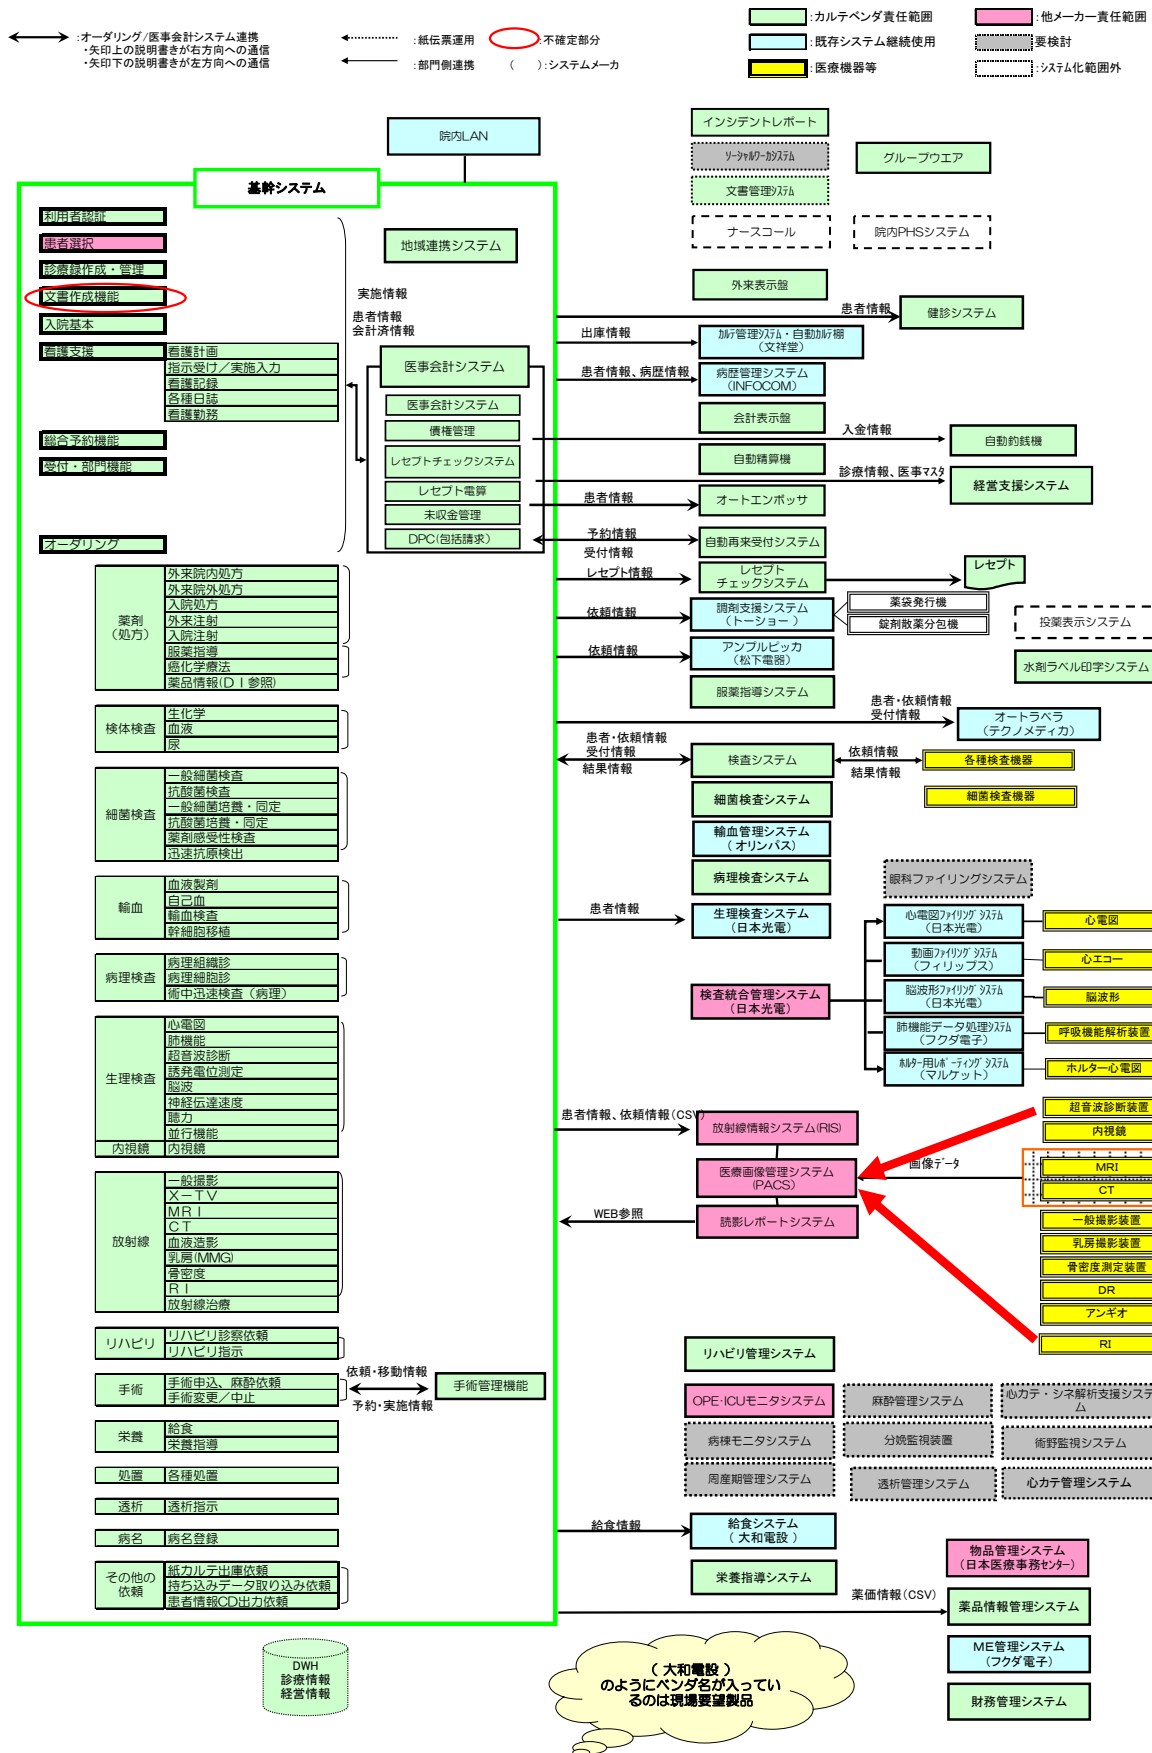 :オーダリング/医事会計システム連携
・矢印上の説明書きが右方向への通信
・矢印下の説明書きが左方向への通信
:紙伝票運用
:不確定部分
:部門側連携
( ):システムメーカ
:カルテベンダ責任範囲
:他メーカー責任範囲
:既存システム継続使用
:要検討
:医療機器等
:システム化範囲外
院内LAN
基幹システム
利用者認証
患者選択
診療録作成・管理
文書作成機能
入院基本
看護支援
看護計画
指示受け/実施入力
看護記録
各種日誌
看護勤務
総合予約機能
受付・部門機能
オーダリング
地域連携システム
実施情報
患者情報
会計済情報
医事会計システム
医事会計システム
債権管理
レセプトチェックシステム
レセプト電算
未収金管理
DPC(包括請求)
薬剤
(処方)
外来院内処方
外来院外処方
入院処方
外来注射
入院注射
服薬指導
癌化学療法
薬品情報(DI参照)
検体検査
生化学
血液
尿
細菌検査
一般細菌検査
抗酸菌検査
一般細菌培養・同定
抗酸菌培養・同定
薬剤感受性検査
迅速抗原検出
輸血
血液製剤
自己血
輸血検査
幹細胞移植
病理検査
病理組織診
病理細胞診
術中迅速検査(病理)
生理検査
心電図
肺機能
超音波診断
誘発電位測定
脳波
神経伝達速度
聴力
並行機能
内視鏡
内視鏡
放射線
一般撮影
X-TV
MRI
CT
血液造影
乳房(MMG)
骨密度
RI
放射線治療
リハビリ
リハビリ診察依頼
リハビリ指示
手術
手術申込、麻酔依頼
手術変更/中止
依頼・移動情報
予約・実施情報
手術管理機能
栄養
給食
栄養指導
処置
各種処置
透析
透析指示
病名
病名登録
その他の
依頼
紙カルテ出庫依頼
持ち込みデータ取り込み依頼
患者情報CD出力依頼
DWH
診療情報
経営情報
インシデントレポート
ソーシャルワーカシステム
文書管理システム
グループウエア
ナースコール
院内PHSシステム
外来表示盤
患者情報
健診システム
出庫情報
カルテ管理システム・自動カルテ棚
(文祥堂)
患者情報、病歴情報
病歴管理システム
(INFOCOM)
会計表示盤
入金情報
自動釣銭機
自動精算機
診療情報、医事マスタ
経営支援システム
患者情報
オートエンボッサ
予約情報
受付情報
自動再来受付システム
レセプト情報
レセプト
チェックシステム
レセプト
依頼情報
調剤支援システム
(トーショー)
薬袋発行機
錠剤散薬分包機
投薬表示システム
依頼情報
アンプルピッカ
(松下電器)
水剤ラベル印字システム
服薬指導システム
患者・依頼情報
受付情報
オートラベラ
(テクノメディカ)
患者・依頼情報
受付情報
結果情報
検査システム
依頼情報
結果情報
各種検査機器
細菌検査システム
細菌検査機器
輸血管理システム
(オリンパス)
病理検査システム
眼科ファイリングシステム
患者情報
生理検査システム
(日本光電)
心電図ファイリングシステム
(日本光電)
心電図
動画ファイリングシステム
(フィリップス)
心エコー
検査統合管理システム
(日本光電)
脳波形ファイリングシステム
(日本光電)
脳波形
肺機能データ処理システム
(フクダ電子)
呼吸機能解析装置
ホルター用レポーティングシステム
(マルケット)
ホルター心電図
患者情報、依頼情報(CSV)
放射線情報システム(RIS)
超音波診断装置
内視鏡
医療画像管理システム
(PACS)
画像データ
MRI
CT
WEB参照
読影レポートシステム
一般撮影装置
乳房撮影装置
骨密度測定装置
DR
アンギオ
RI
リハビリ管理システム
OPE・ICUモニタシステム
麻酔管理システム
心カテ・シネ解析支援システ
ム
病棟モニタシステム
分娩監視装置
術野監視システム
周産期管理システム
透析管理システム
心カテ管理システム
給食情報
給食システム
(大和電設)
栄養指導システム
物品管理システム
(日本医療事務センター)
薬価情報(CSV)
薬品情報管理システム
ME管理システム
(フクダ電子)
財務管理システム
(大和電設)
のようにベンダ名が入ってい
るのは現場要望製品